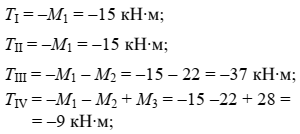 T_I = –M_1 = –15 кН·м;
T_II = –M_1 = –15 кН·м;
T_III = –M_1 – M_2 = –15 – 22 = –37 кН·м;
T_IV = –M_1 – M_2 + M_3 = –15 –22 + 28 =
= –9 кН·м;